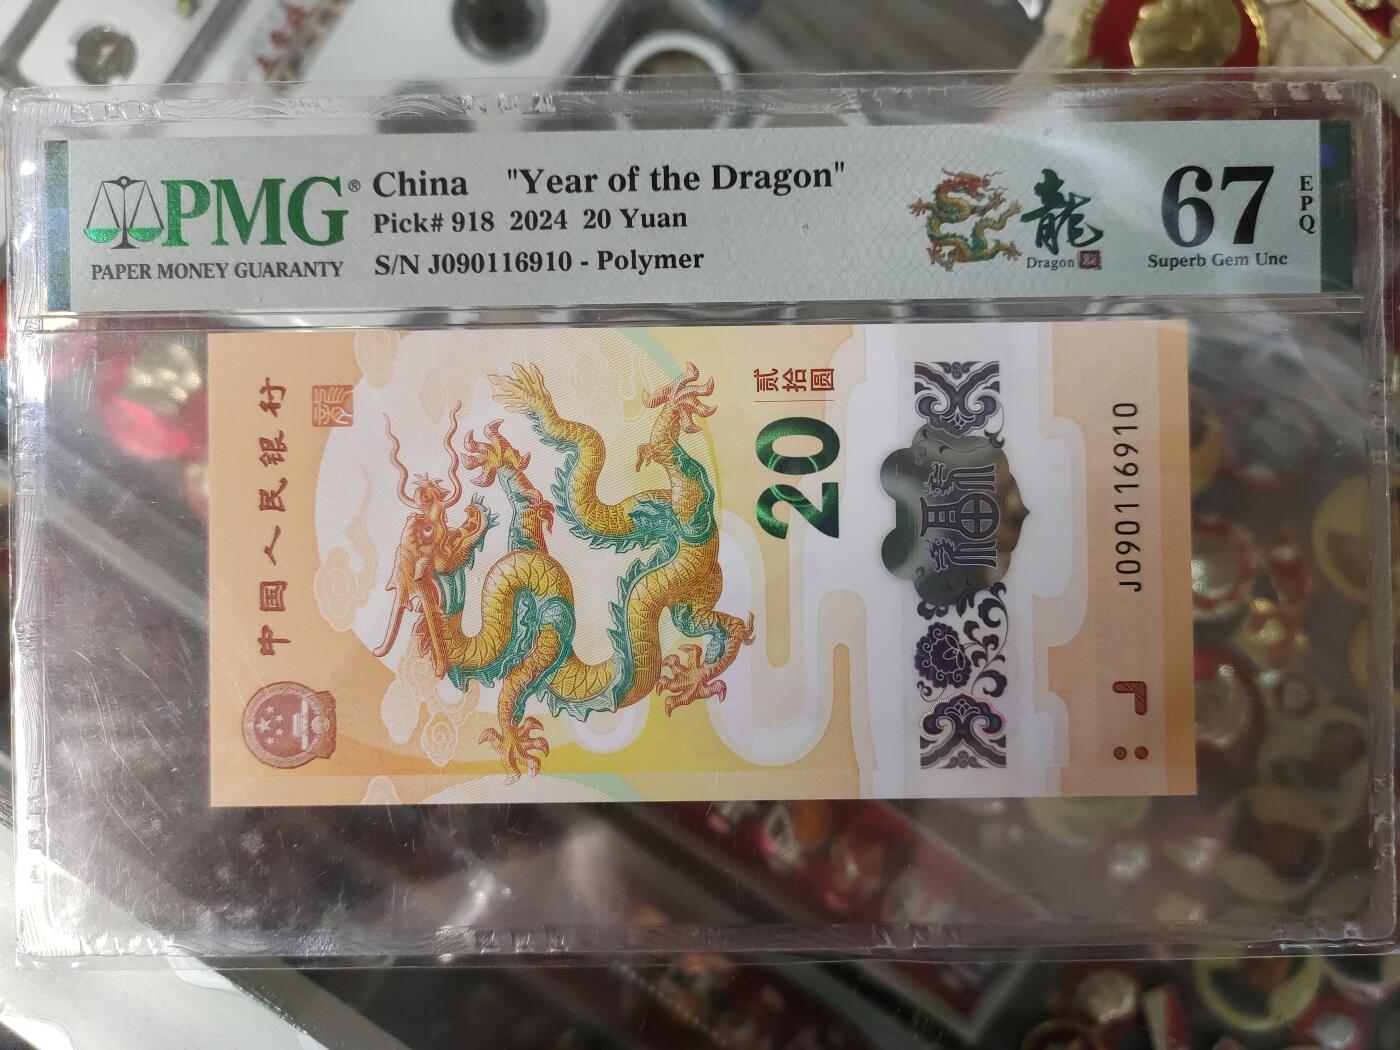 PMG®
PAPER MONEY GUARANTY
China "Year of the Dragon"
Pick# 918 2024 20 Yuan
S/N J090116910 - Polymer
龍
Dragon
67
EPQ
Superb Gem Unc
中国人民银行
贰拾圆
20
福
J090116910